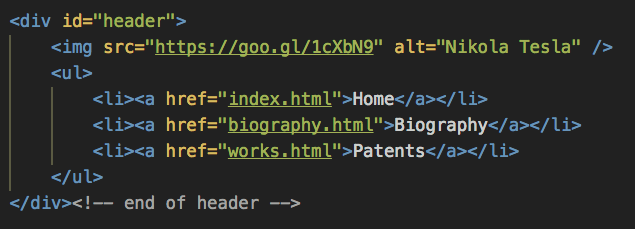 <div id="header">
<img src="https://goo.gl/1cXbN9" alt="Nikola Tesla" />
<ul>
<li><a href="index.html">Home</a></li>
<li><a href="biography.html">Biography</a></li>
<li><a href="works.html">Patents</a></li>
</ul>
</div><!-- end of header -->